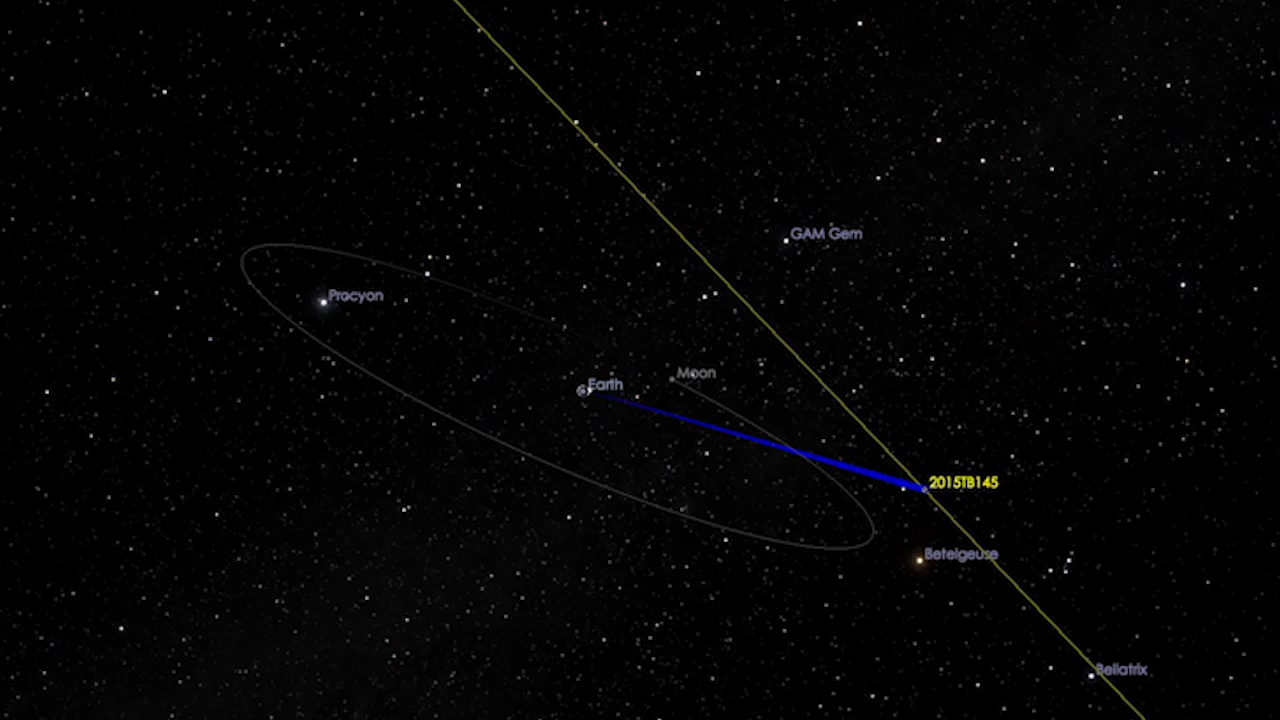 GAM Gem
Procyon
Moon
Earth
2015TB145
Betelgeuse
Bellatrix